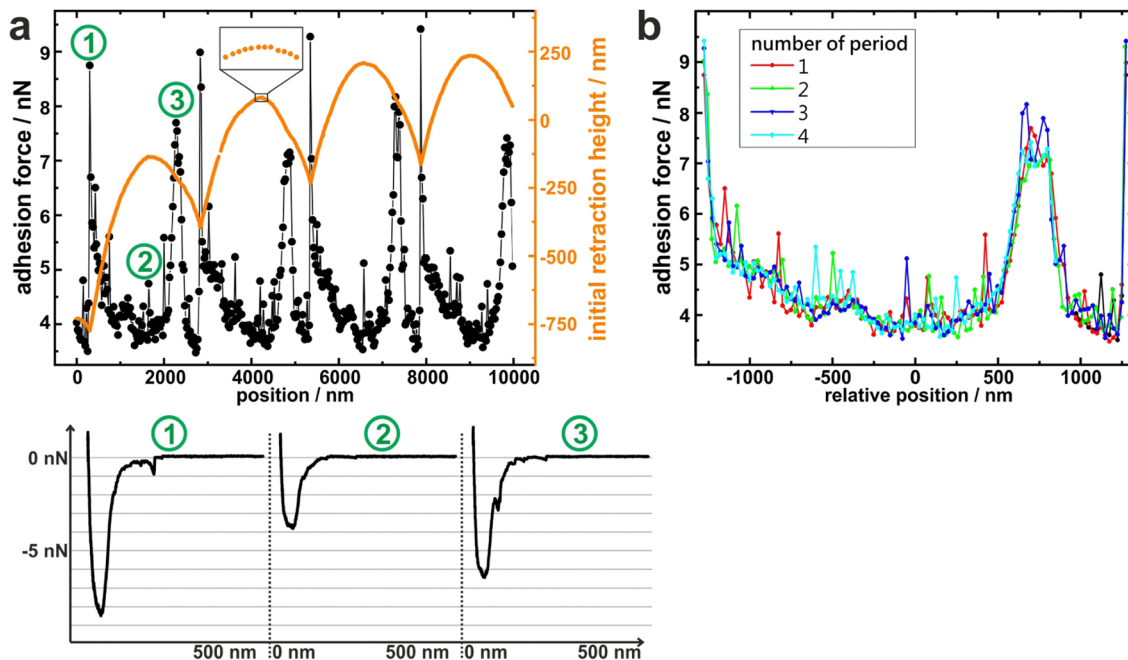 a
adhesion force / nN
9
8
7
6
5
4
1
2
3
250
0
-250
-500
-750
initial retraction height / nm
0 2000 4000 6000 8000 10000
position / nm
b
adhesion force / nN
9
8
7
6
5
4
number of period
1
2
3
4
-1000 -500 0 500 1000
relative position / nm
1 2 3
0 nN
-5 nN
500 nm 0 nm 500 nm 0 nm 500 nm